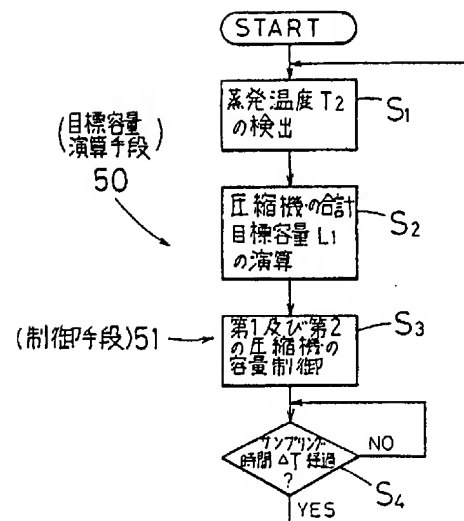 START
蒸発温度T2
の検出
S1
(目標容量
演算手段)
50
圧縮機の合計
目標容量L1
の演算
S2
(制御手段)51
第1及び第2
の圧縮機の
容量制御
S3
サンプリング
時間ΔT経過
?
NO
S4
YES